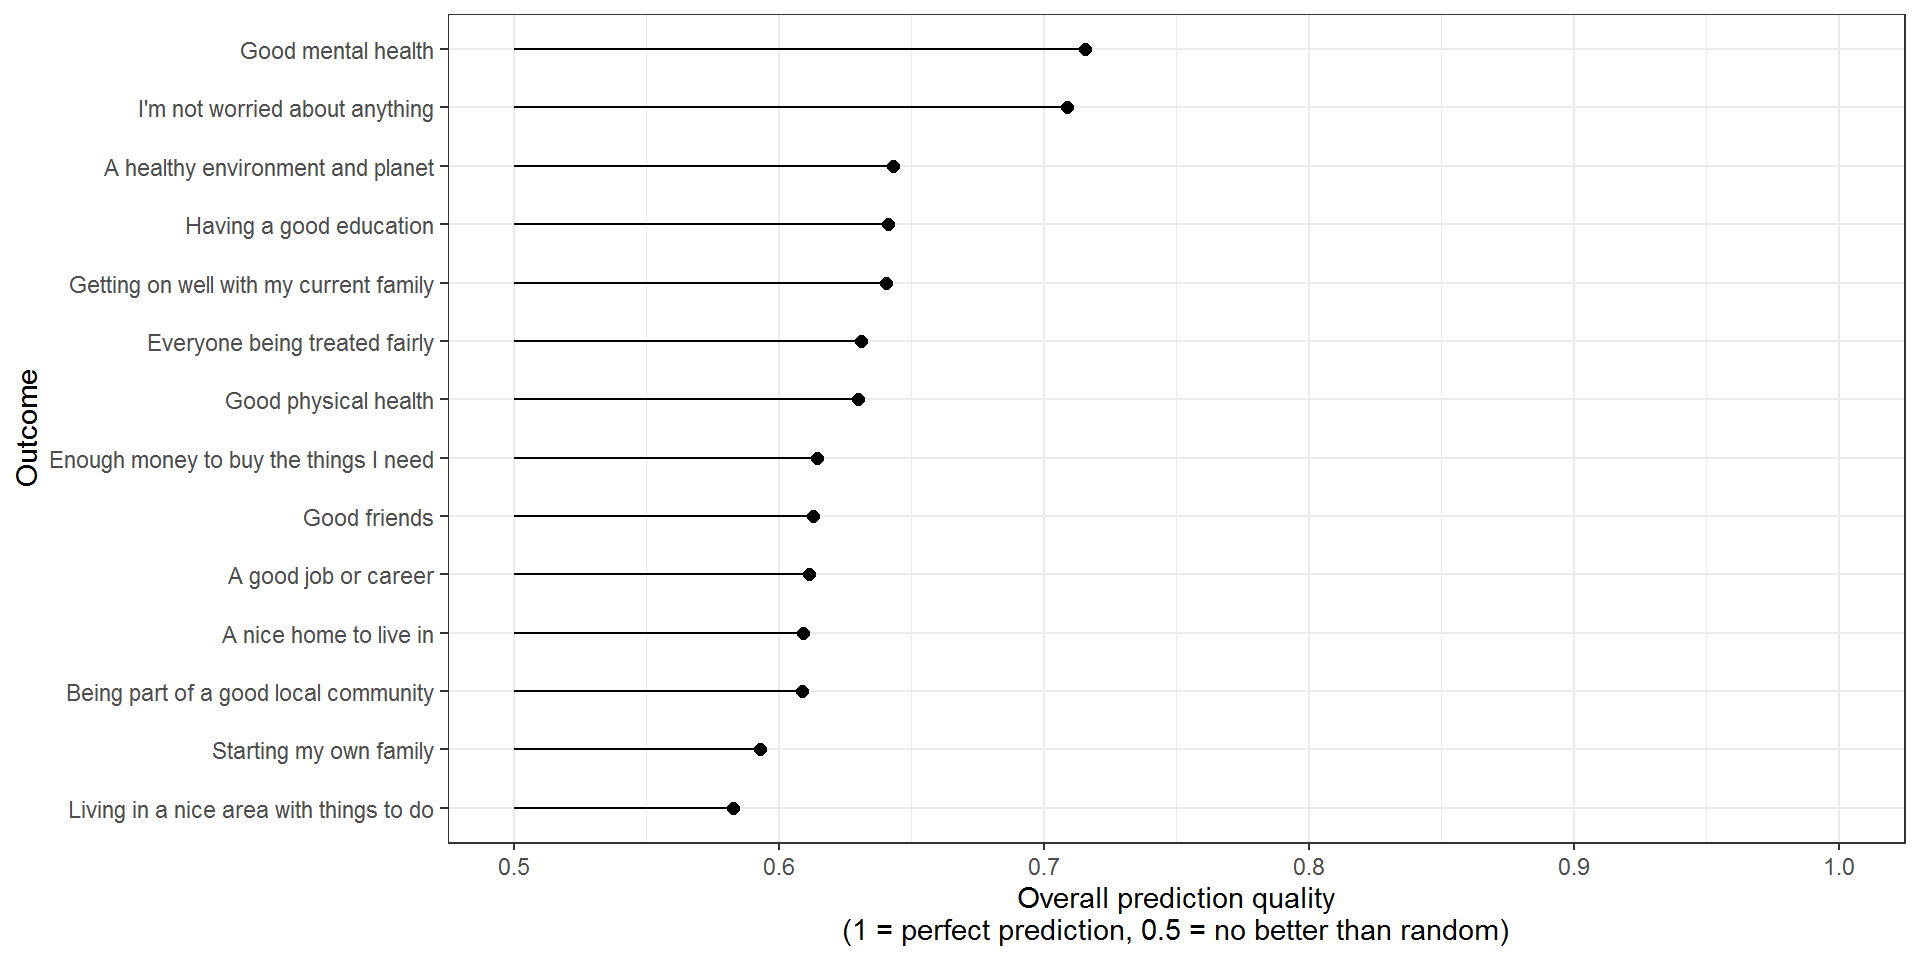 Good mental health
I'm not worried about anything
A healthy environment and planet
Having a good education
Getting on well with my current family
Everyone being treated fairly
Good physical health
Enough money to buy the things I need
Good friends
A good job or career
A nice home to live in
Being part of a good local community
Starting my own family
Living in a nice area with things to do
Outcome
0.5 0.6 0.7 0.8 0.9 1.0
Overall prediction quality
(1 = perfect prediction, 0.5 = no better than random)